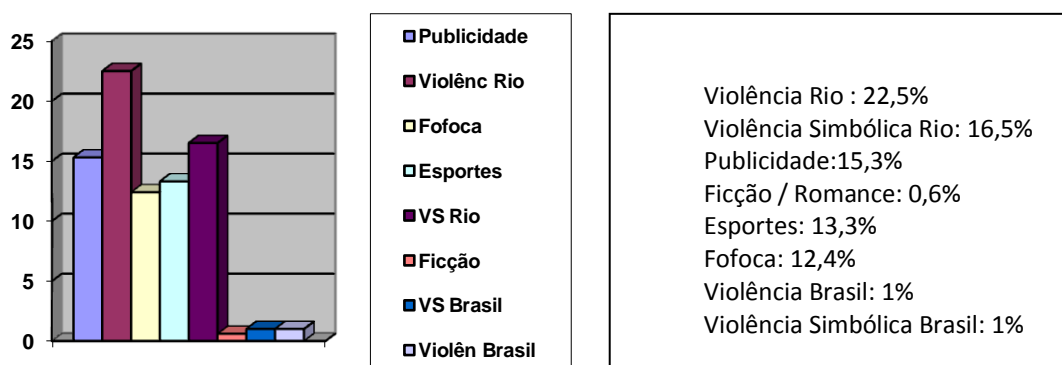 25
20
15
10
5
0
Publicidade
Violênc Rio
Fofoca
Esportes
VS Rio
Ficção
VS Brasil
Violên Brasil
Violência Rio : 22,5%
Violência Simbólica Rio: 16,5%
Publicidade:15,3%
Ficção / Romance: 0,6%
Esportes: 13,3%
Fofoca: 12,4%
Violência Brasil: 1%
Violência Simbólica Brasil: 1%